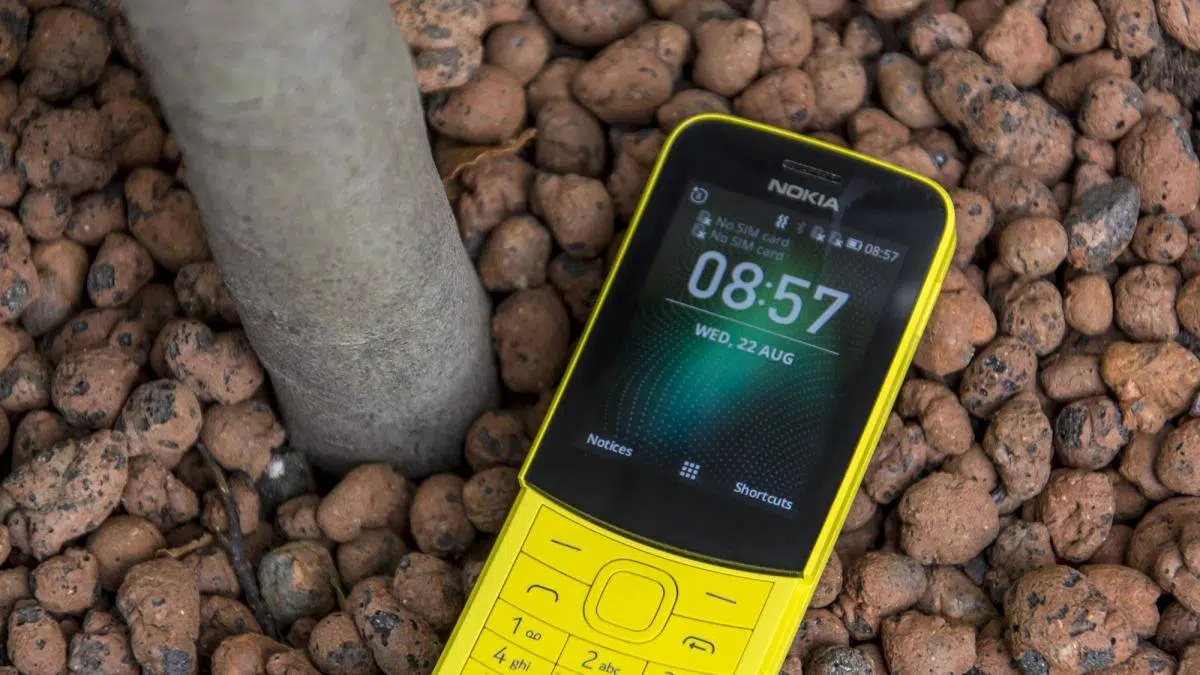 NOKIA
No SIM card
No SIM card
08:57
08:57
WED, 22 AUG
Notices
Shortcuts
1
2 abc
4 ghi